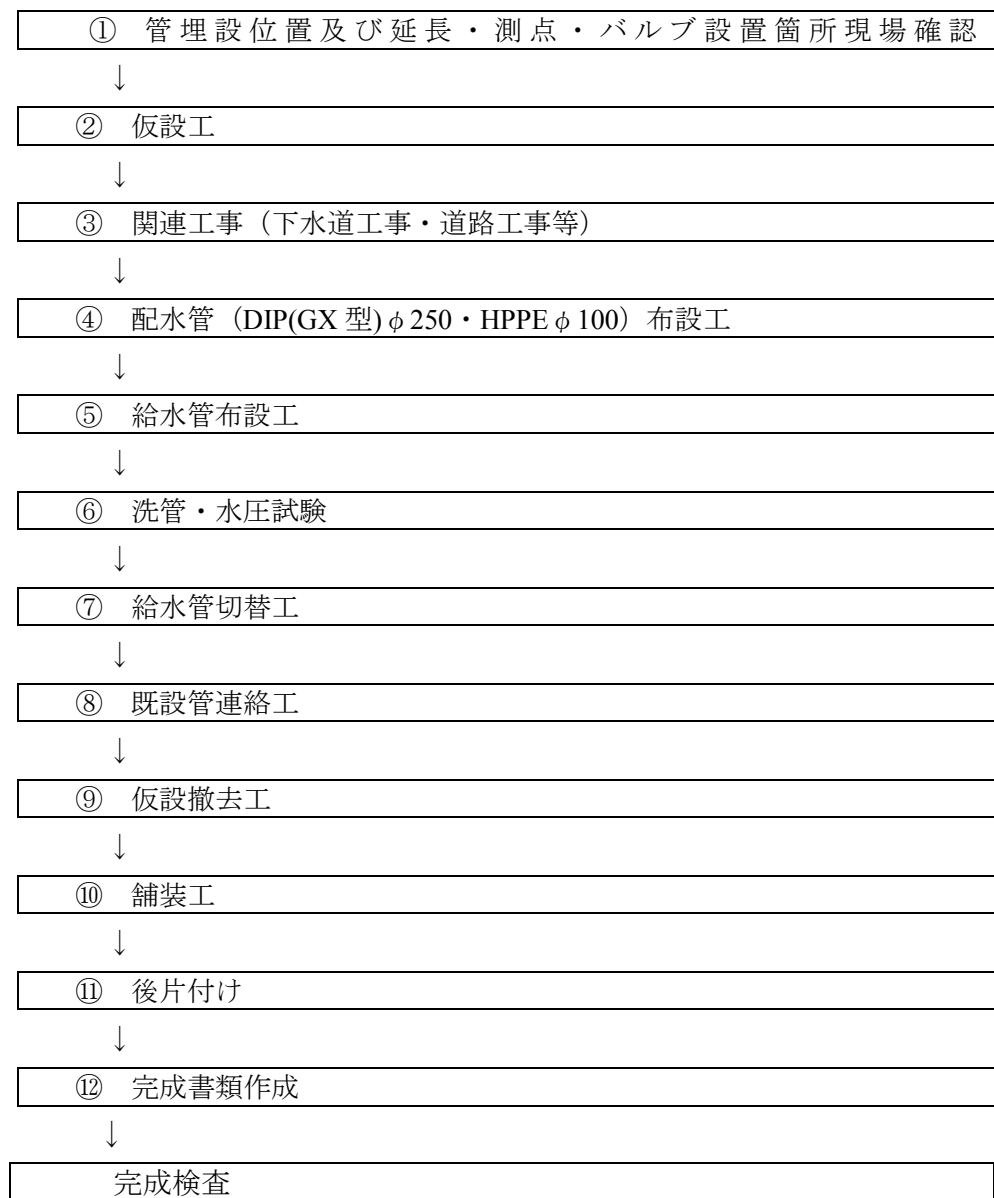 ① 管埋設位置及び延長・測点・バルブ設置箇所現場確認
↓
② 仮設工
↓
③ 関連工事（下水道工事・道路工事等）
↓
④ 配水管（DIP(GX 型)φ250・HPPEφ100）布設工
↓
⑤ 給水管布設工
↓
⑥ 洗管・水圧試験
↓
⑦ 給水管切替工
↓
⑧ 既設管連絡工
↓
⑨ 仮設撤去工
↓
⑩ 舗装工
↓
⑪ 後片付け
↓
⑫ 完成書類作成
↓
完成検査